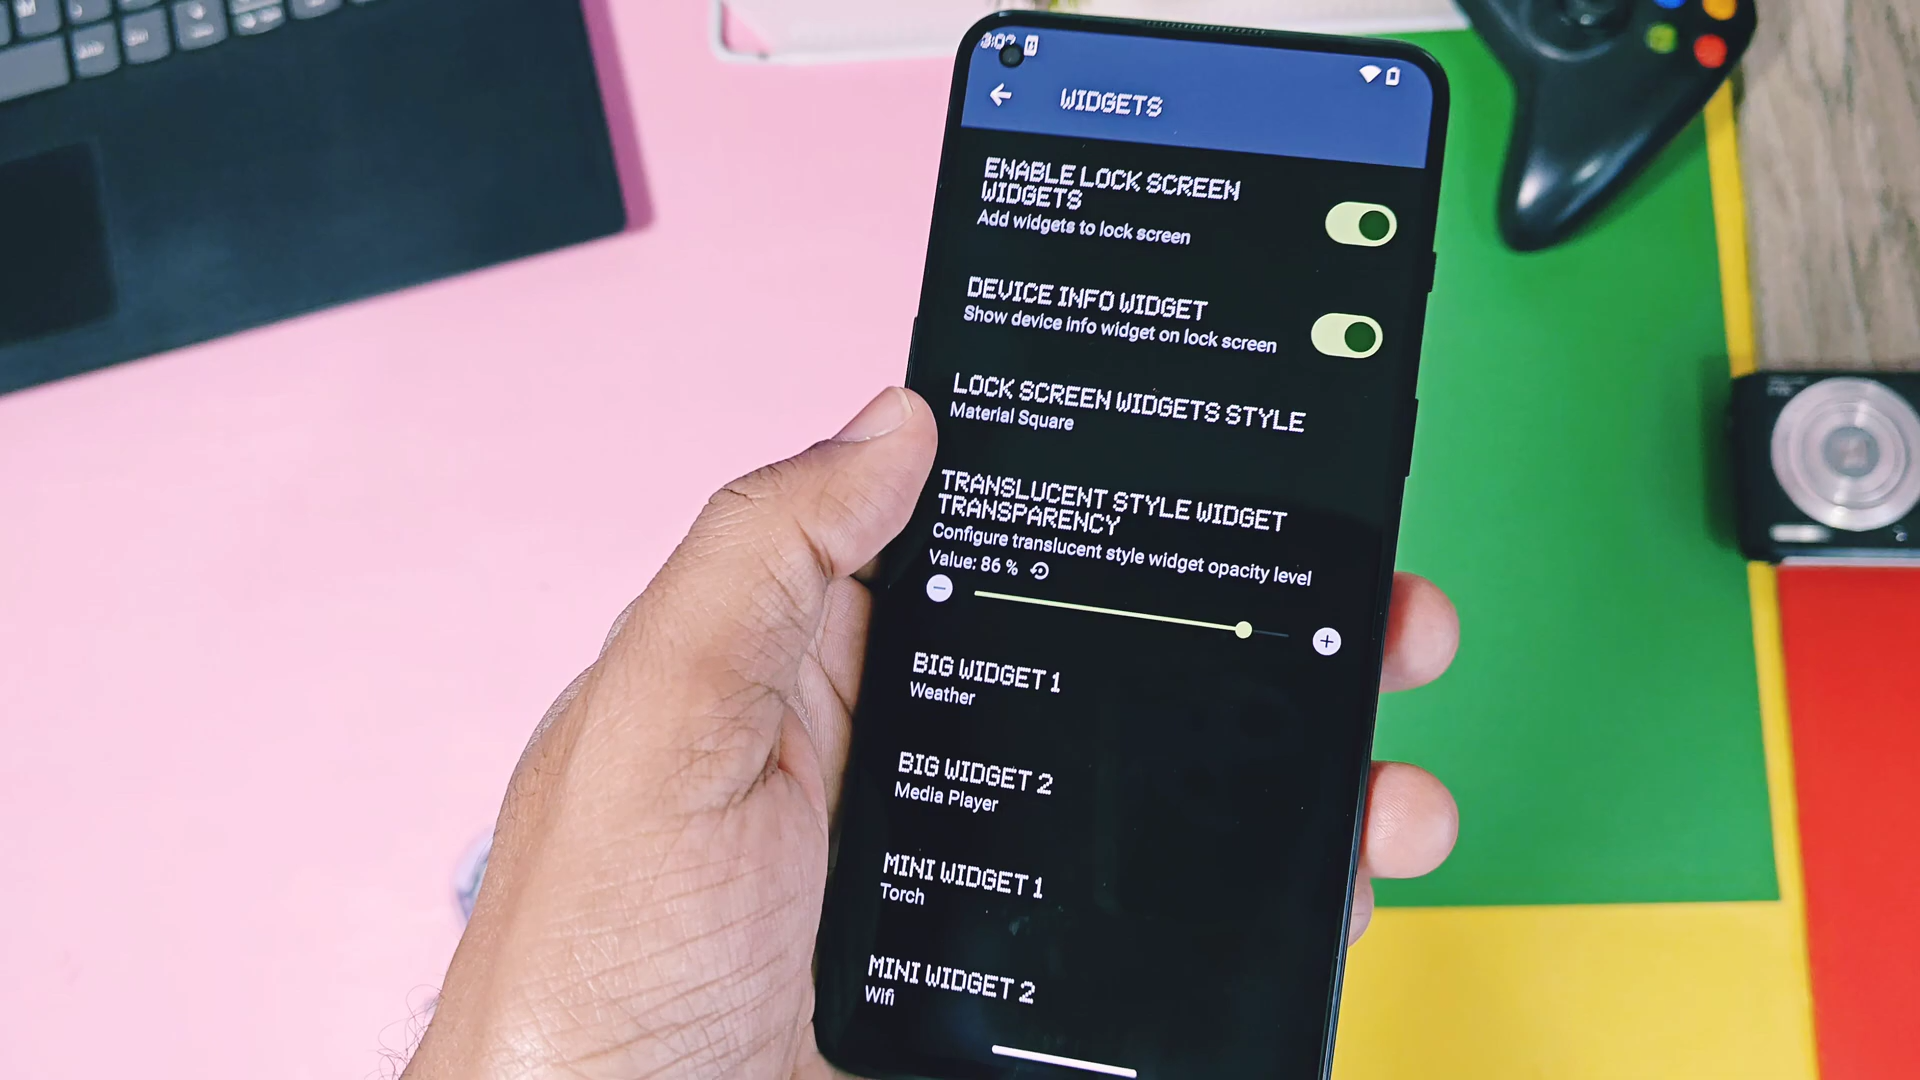 3:02
WIDGETS
ENABLE LOCK SCREEN
WIDGETS
Add widgets to lock screen
DEVICE INFO WIDGET
Show device info widget on lock screen
LOCK SCREEN WIDGETS STYLE
Material Square
TRANSLUCENT STYLE WIDGET
TRANSPARENCY
Configure translucent style widget opacity level
Value: 86 %
BIG WIDGET 1
Weather
BIG WIDGET 2
Media Player
MINI WIDGET 1
Torch
MINI WIDGET 2
Wifi